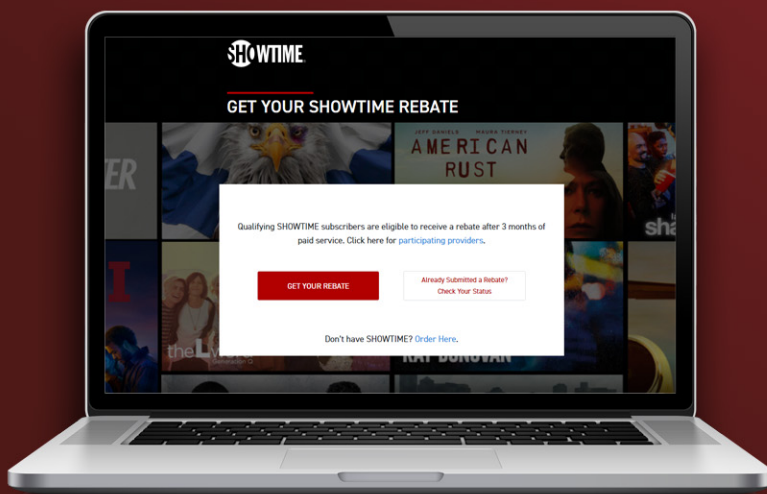 SHOWTIME
GET YOUR SHOWTIME REBATE
JEFF DANIELS MAURA TIERNEY
AMERICAN
RUST
ER
sha
Qualifying SHOWTIME subscribers are eligible to receive a rebate after 3 months of
paid service. Click here for participating providers.
GET YOUR REBATE
Already Submitted a Rebate?
Check Your Status
Don't have SHOWTIME? Order Here.
I
the L
RAY DONOVAN